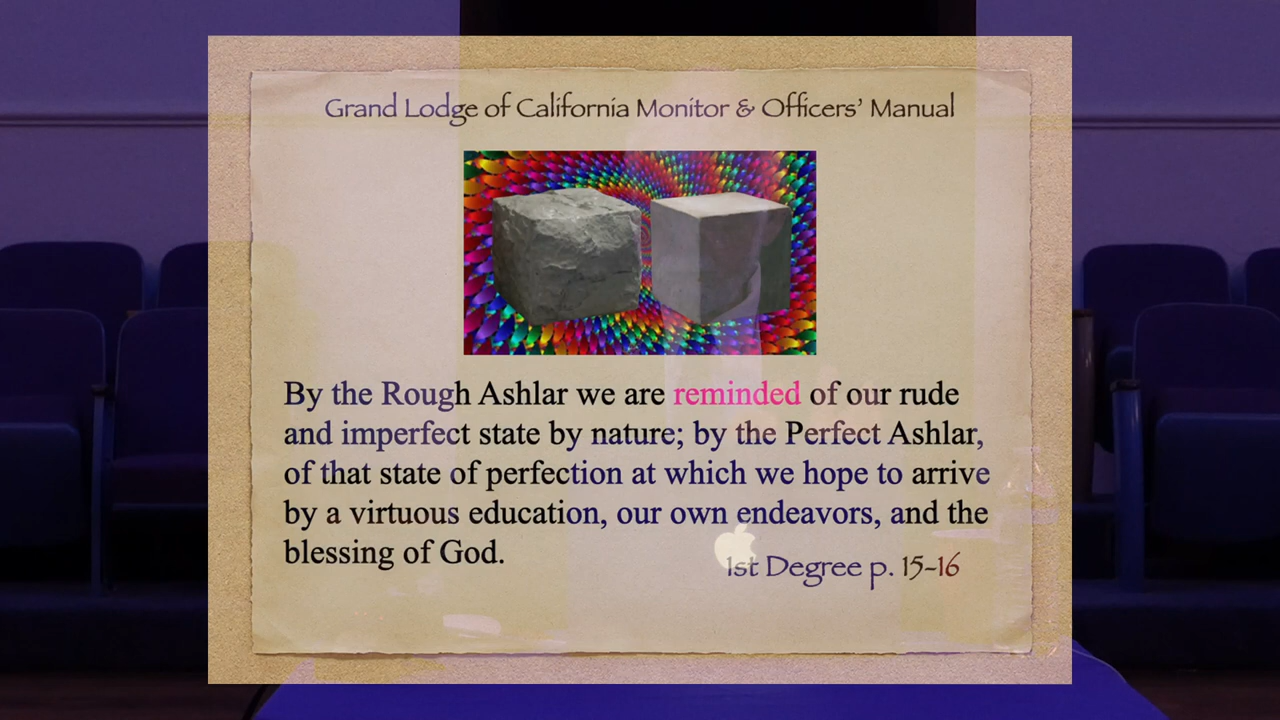 Grand Lodge of California Monitor & Officers' Manual
By the Rough Ashlar we are reminded of our rude
and imperfect state by nature; by the Perfect Ashlar,
of that state of perfection at which we hope to arrive
by a virtuous education, our own endeavors, and the
blessing of God.
1st Degree p. 15-16